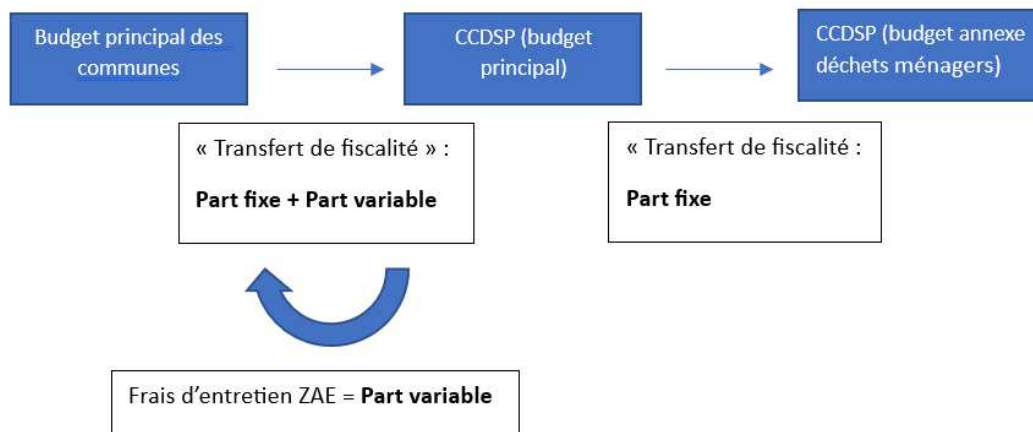 Budget principal des
communes
CCDSP (budget
principal)
CCDSP (budget annexe
déchets ménagers)
« Transfert de fiscalité » :
Part fixe + Part variable
« Transfert de fiscalité :
Part fixe
Frais d’entretien ZAE = Part variable